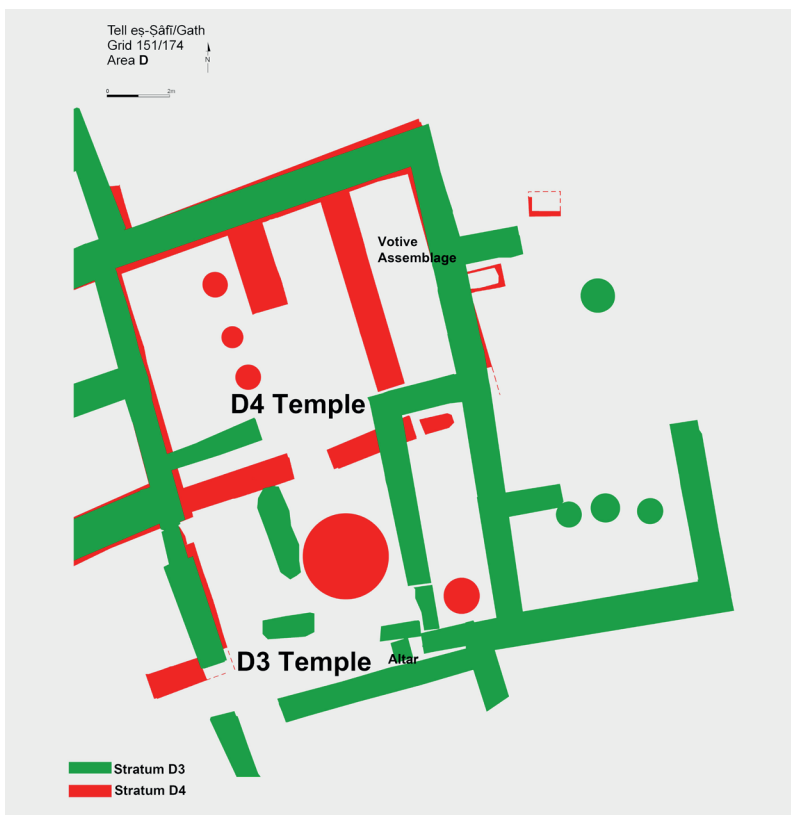 Tell eṣ-Ṣâfī/Gath
Grid 151/174
Area D
N
0 2m
Votive
Assemblage
D4 Temple
D3 Temple
Altar
Stratum D3
Stratum D4